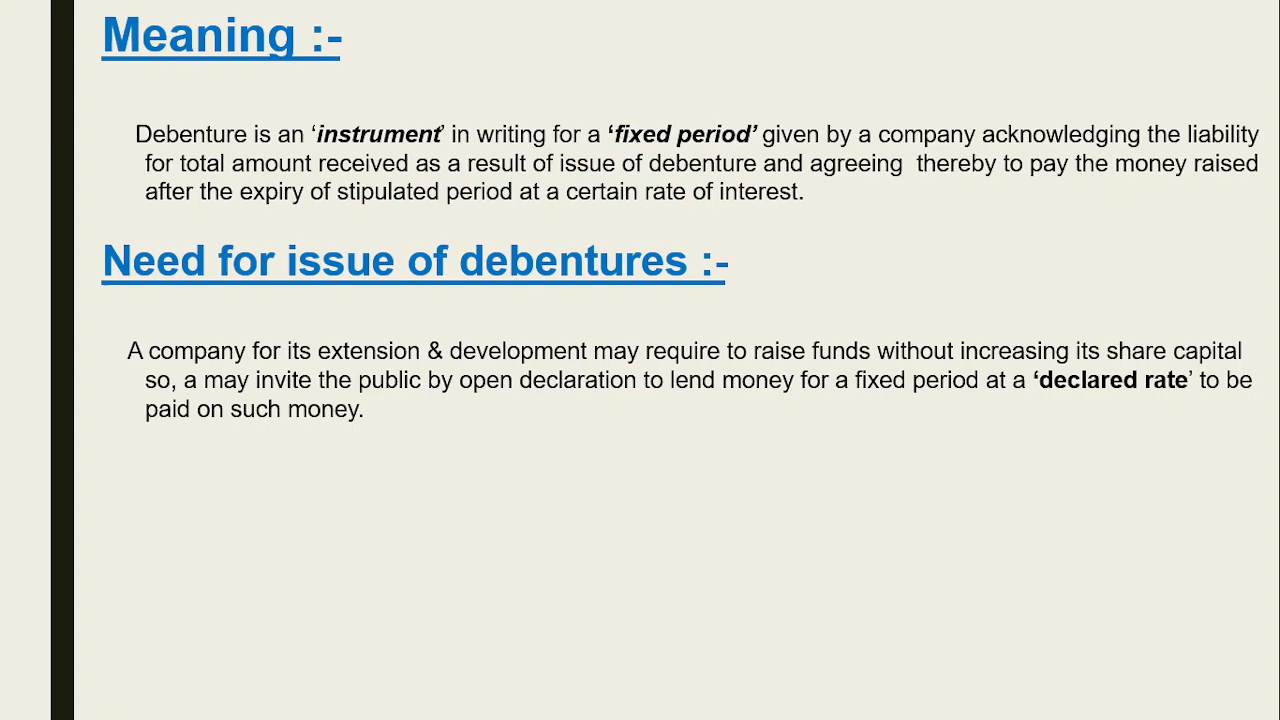 Meaning :-
Debenture is an ‘instrument’ in writing for a ‘fixed period’ given by a company acknowledging the liability
for total amount received as a result of issue of debenture and agreeing  thereby to pay the money raised
after the expiry of stipulated period at a certain rate of interest.
Need for issue of debentures :-
A company for its extension & development may require to raise funds without increasing its share capital
so, a may invite the public by open declaration to lend money for a fixed period at a ‘declared rate’ to be
paid on such money.